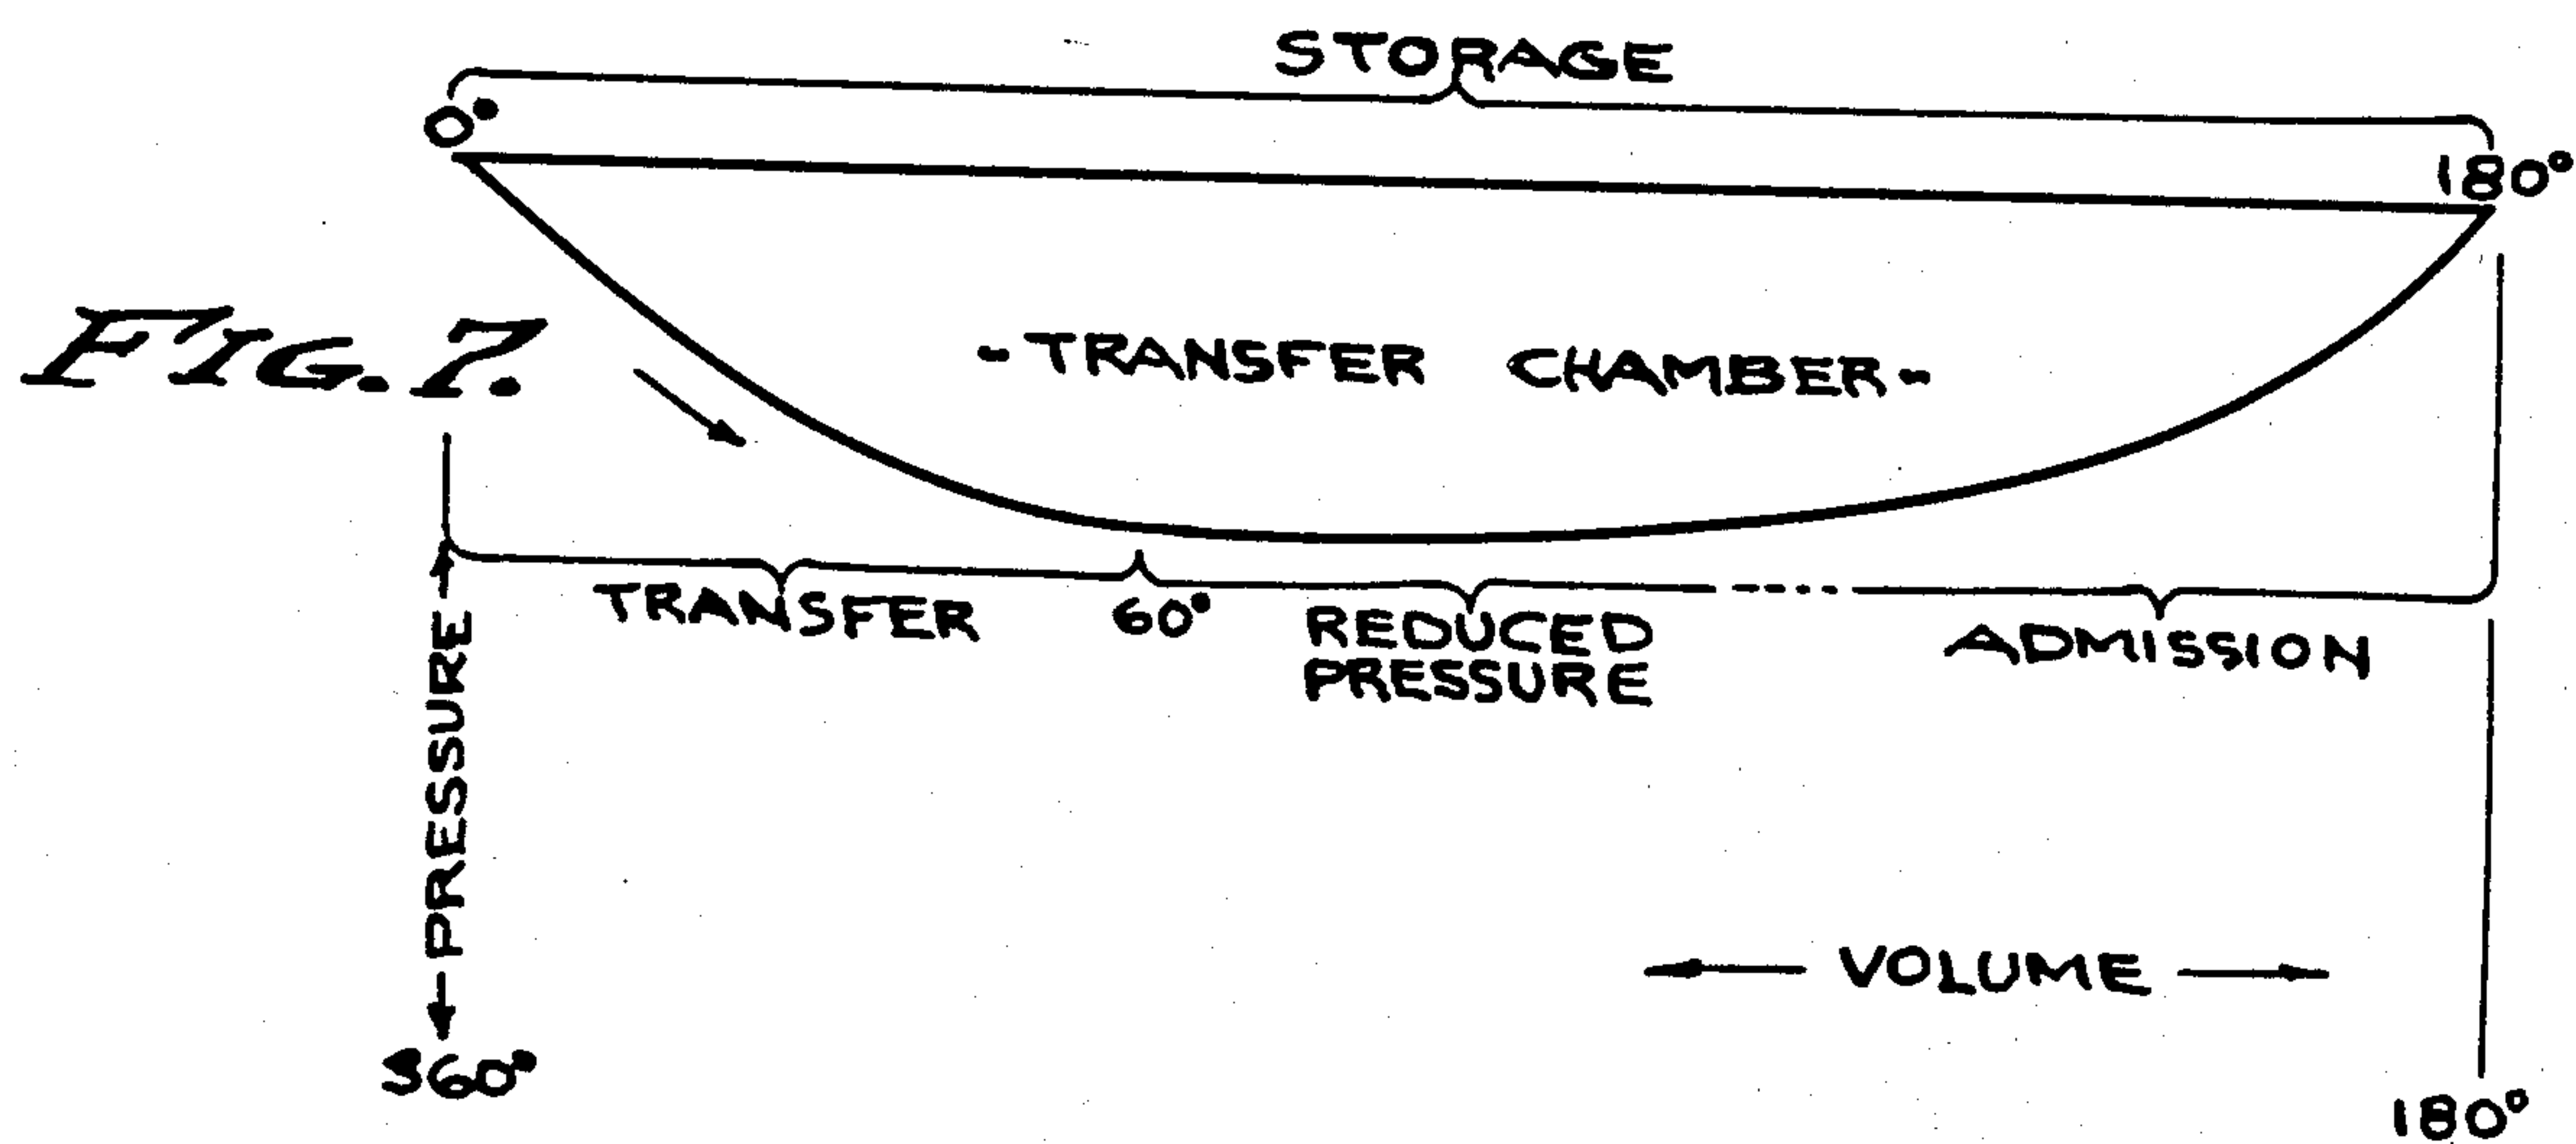 STORAGE
0°
180°
FIG. 7.
-TRANSFER CHAMBER-
TRANSFER
60°
REDUCED
PRESSURE
ADMISSION
PRESSURE
VOLUME
360°
180°